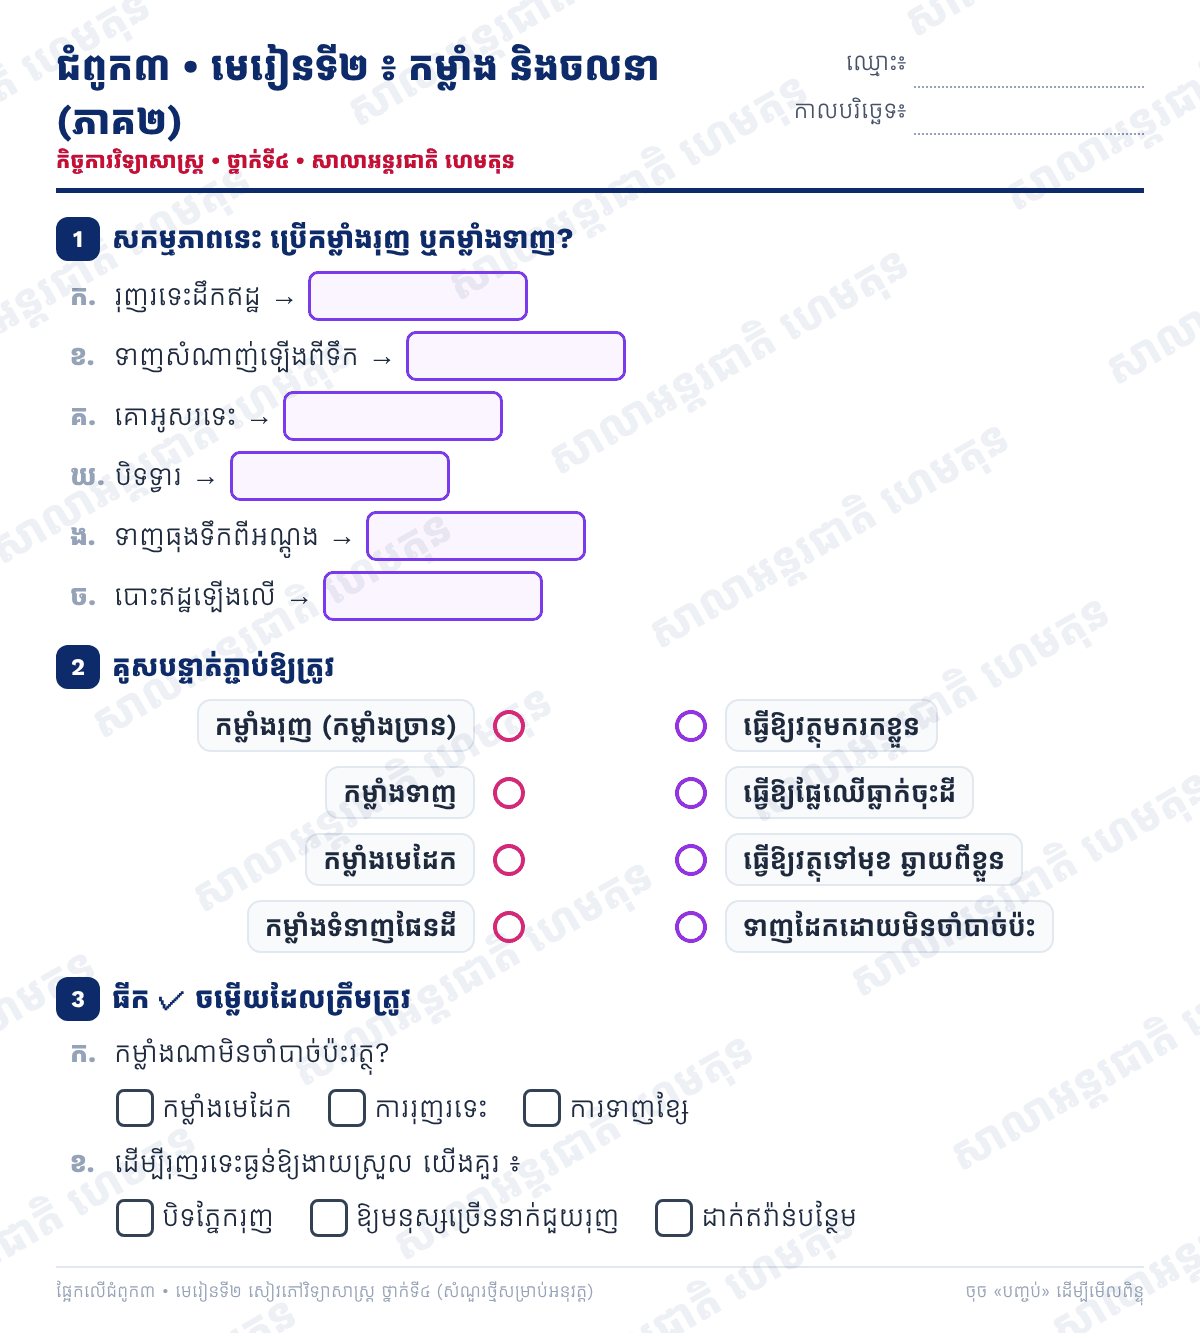 ជំពូក៣ • មេរៀនទី២ ៖ កម្លាំង និងចលនា
(ភាគ២)
ឈ្មោះ៖
កាលបរិច្ឆេទ៖
កិច្ចការវិទ្យាសាស្ត្រ • ថ្នាក់ទី៤ • សាលាអន្តរជាតិ ហេមតុន
1 សកម្មភាពនេះ ប្រើកម្លាំងរុញ ឬកម្លាំងទាញ?
ក. រុញរទេះដឹកឥដ្ឋ →
ខ. ទាញសំណាញ់ឡើងពីទឹក →
គ. គោអូសរទេះ →
ឃ. បិទទ្វារ →
ង. ទាញធុងទឹកពីអណ្តូង →
ច. បោះឥដ្ឋឡើងលើ →
2 គូសបន្ទាត់ភ្ជាប់ឱ្យត្រូវ
កម្លាំងរុញ (កម្លាំងច្រាន) ធ្វើឱ្យវត្ថុមករកខ្លួន
កម្លាំងទាញ ធ្វើឱ្យផ្លែឈើធ្លាក់ចុះដី
កម្លាំងមេដែក ធ្វើឱ្យវត្ថុទៅមុខ ឆ្ងាយពីខ្លួន
កម្លាំងទំនាញផែនដី ទាញដែកដោយមិនចាំបាច់ប៉ះ
3 ធីក ✓ ចម្លើយដែលត្រឹមត្រូវ
ក. កម្លាំងណាមិនចាំបាច់ប៉ះវត្ថុ?
កម្លាំងមេដែក ការរុញរទេះ ការទាញខ្សែ
ខ. ដើម្បីរុញរទេះធ្ងន់ឱ្យងាយស្រួល យើងគួរ ៖
បិទភ្នែករុញ ឱ្យមនុស្សច្រើននាក់ជួយរុញ ដាក់ឥវ៉ាន់បន្ថែម
ផ្អែកលើជំពូក៣ • មេរៀនទី២ សៀវភៅវិទ្យាសាស្ត្រ ថ្នាក់ទី៤ (សំណួរថ្មីសម្រាប់អនុវត្ត)
ចុច «បញ្ចប់» ដើម្បីមើលពិន្ទុ